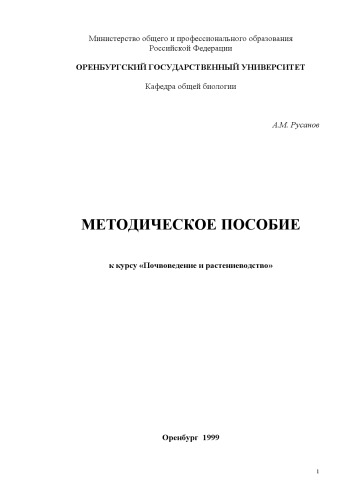 Министерство общего и профессионального образования
Российской Федерации
ОРЕНБУРГСКИЙ ГОСУДАРСТВЕННЫЙ УНИВЕРСИТЕТ
Кафедра общей биологии
А.М. Русанов
МЕТОДИЧЕСКОЕ ПОСОБИЕ
к курсу «Почвоведение и растениеводство»
Оренбург 1999
1